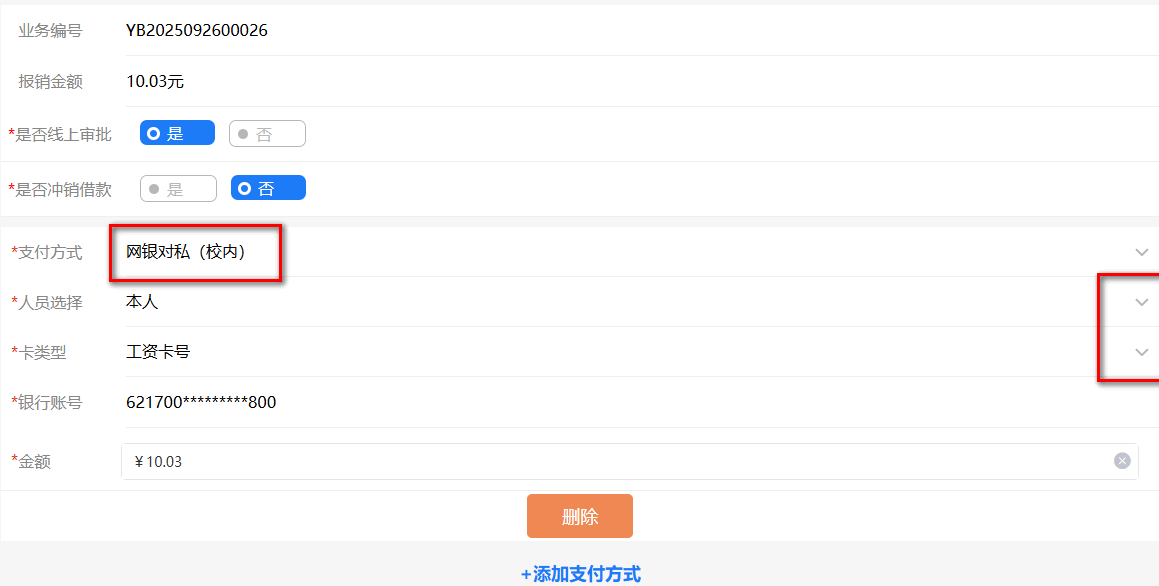 业务编号 YB2025092600026
报销金额 10.03元
*是否线上审批 是 否
*是否冲销借款 是 否
*支付方式 网银对私（校内）
*人员选择 本人
*卡类型 工资卡号
*银行账号 621700*********800
*金额 ¥10.03
删除
+添加支付方式